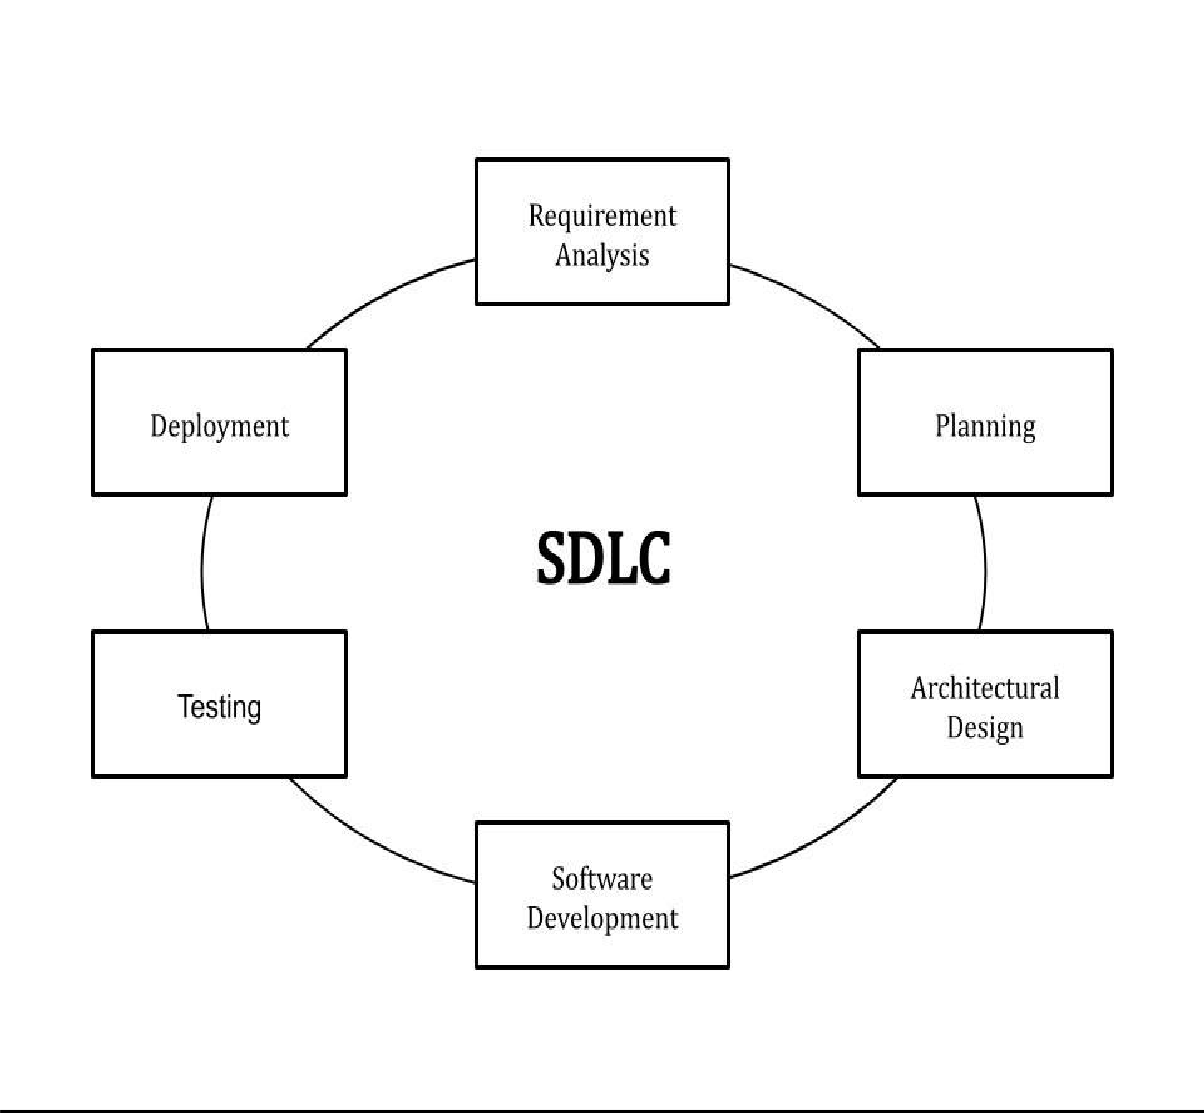 Requirement
Analysis
Deployment
Planning
SDLC
Testing
Architectural
Design
Software
Development